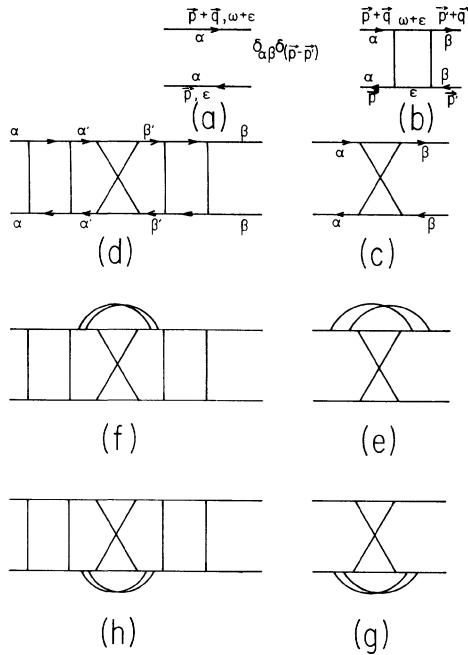 p⃗+q⃗, ω+ε
α
δαβδ(p⃗-p⃗')
α
p⃗, ε
(a)
p⃗+q⃗ ω+ε p⃗'+q⃗
α β
α β
p⃗ ε p⃗'
(b)
α α' β' β
α α' β' β
(d)
α β
α β
(c)
(f)
(e)
(h)
(g)